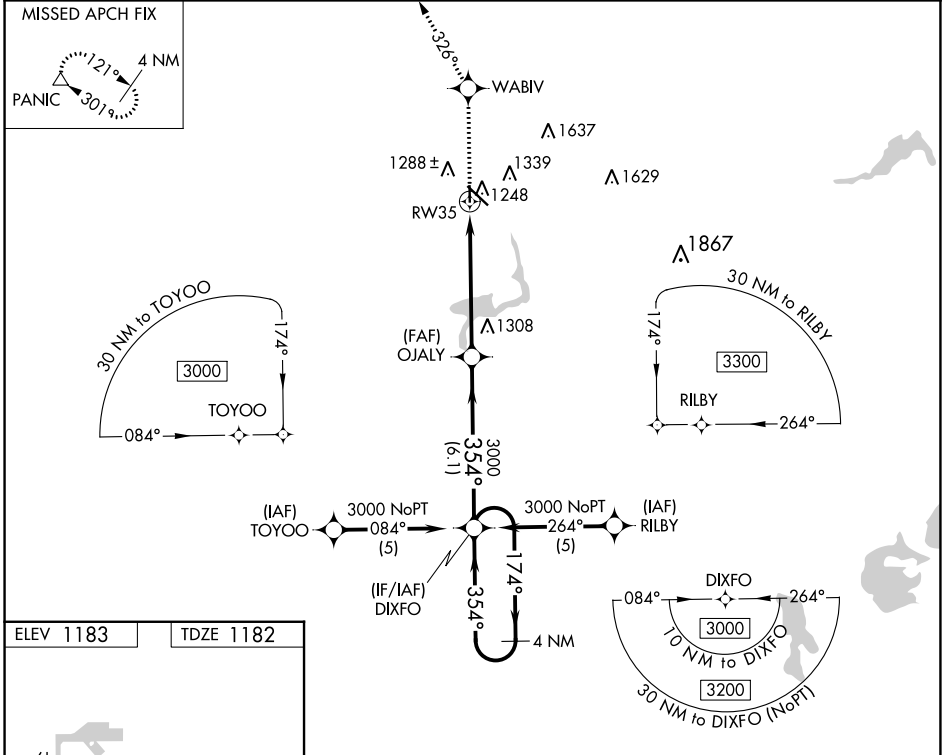 MISSED APCH FIX
4 NM
121°
PANIC
301°
326°
WABIV
1637
1288 ±
1339
1629
1248
RW35
1867
30 NM to TOYOO
174°
3000
TOYOO
084°
1308
(FAF)
OJALY
30 NM to RILBY
174°
3300
RILBY
264°
3000
354°
(6.1)
(IAF)
TOYOO
3000 NoPT
084°
(5)
3000 NoPT
264°
(5)
(IAF)
RILBY
(IF/IAF)
DIXFO
354°
174°
4 NM
DIXFO
084°
264°
3000
10 NM to DIXFO
3200
30 NM to DIXFO (NoPT)
ELEV 1183
TDZE 1182